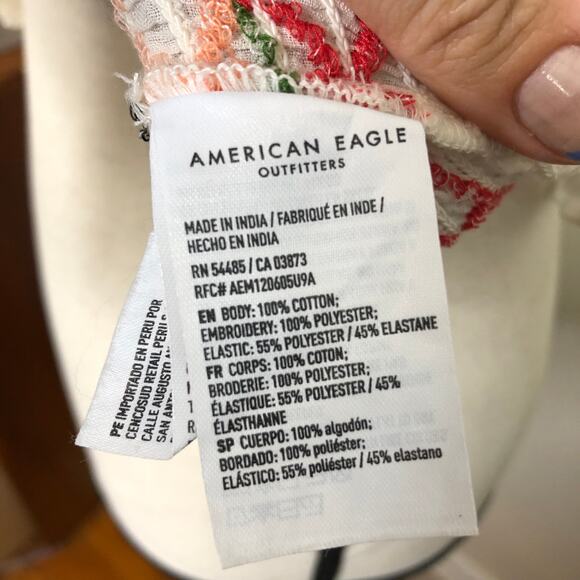 AMERICAN EAGLE
OUTFITTERS
MADE IN INDIA / FABRIQUÉ EN INDE /
HECHO EN INDIA
RN 54485 / CA 03873
RFC# AEM120605U9A
EN BODY: 100% COTTON;
EMBROIDERY: 100% POLYESTER;
ELASTIC: 55% POLYESTER / 45% ELASTANE
FR CORPS: 100% COTON;
BRODERIE: 100% POLYESTER;
ÉLASTIQUE: 55% POLYESTER / 45%
ÉLASTHANNE
SP CUERPO: 100% algodón;
BORDADO: 100% poliéster;
ELÁSTICO: 55% poliéster / 45% elastano
PE IMPORTADO EN PERU POR
CENCOSUD RETAIL PERU
CALLE AUGUSTO
SAN